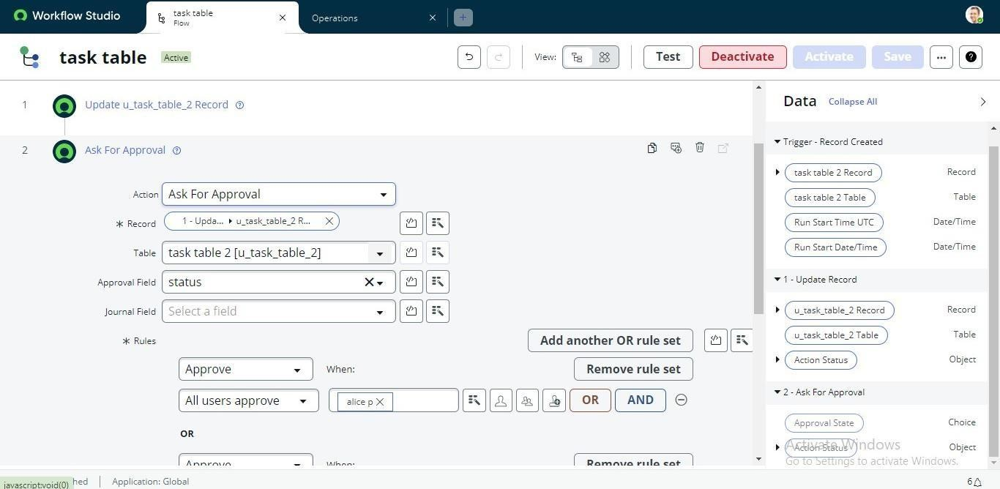 Workflow Studio
task table
Flow
Operations
task table
Active
View:
Test
Deactivate
Activate
Save
1
Update u_task_table_2 Record
2
Ask For Approval
Action
Ask For Approval
* Record
1 - Upda... ▸ u_task_table_2 R...
Table
task table 2 [u_task_table_2]
Approval Field
status
Journal Field
Select a field
* Rules
Add another OR rule set
Approve
When:
Remove rule set
All users approve
alice p
OR
AND
OR
Approve
When:
Remove rule set
Data
Collapse All
Trigger - Record Created
task table 2 Record
Record
task table 2 Table
Table
Run Start Time UTC
Date/Time
Run Start Date/Time
Date/Time
1 - Update Record
u_task_table_2 Record
Record
u_task_table_2 Table
Table
Action Status
Object
2 - Ask For Approval
Approval State
Choice
Action Status
Object
Activate Windows
Go to Settings to activate Windows.
javascript:void(0)
hed
Application: Global
6